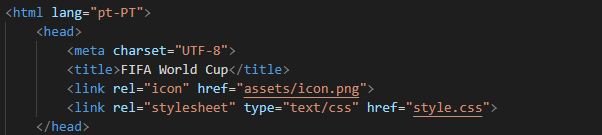 <html lang="pt-PT">
<head>
<meta charset="UTF-8">
<title>FIFA World Cup</title>
<link rel="icon" href="assets/icon.png">
<link rel="stylesheet" type="text/css" href="style.css">
</head>